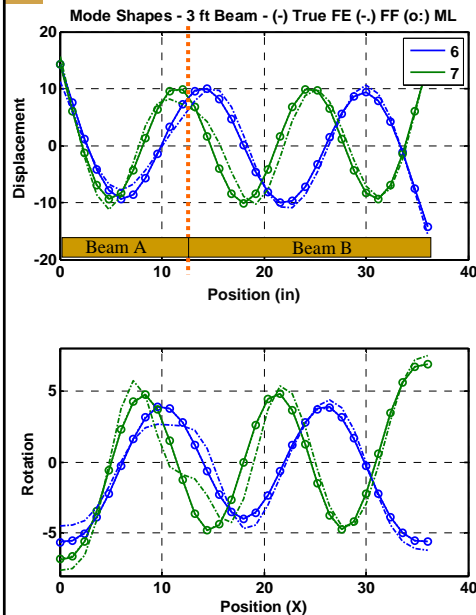 Mode Shapes - 3 ft Beam - (-) True FE (-.) FF (o:) ML
20
10
0
-10
-20
Displacement
6
7
Beam A
Beam B
0
10
20
30
40
Position (in)
5
0
-5
Rotation
0
10
20
30
40
Position (X)